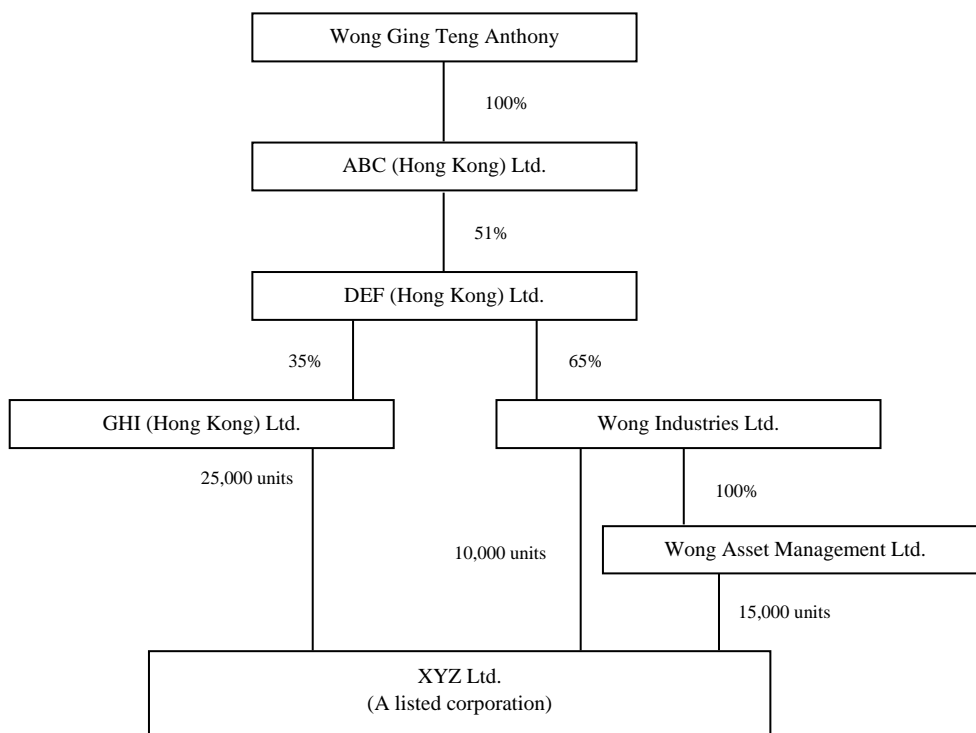 Wong Ging Teng Anthony
100%
ABC (Hong Kong) Ltd.
51%
DEF (Hong Kong) Ltd.
35%
65%
GHI (Hong Kong) Ltd.
Wong Industries Ltd.
25,000 units
100%
10,000 units
Wong Asset Management Ltd.
15,000 units
XYZ Ltd.
(A listed corporation)